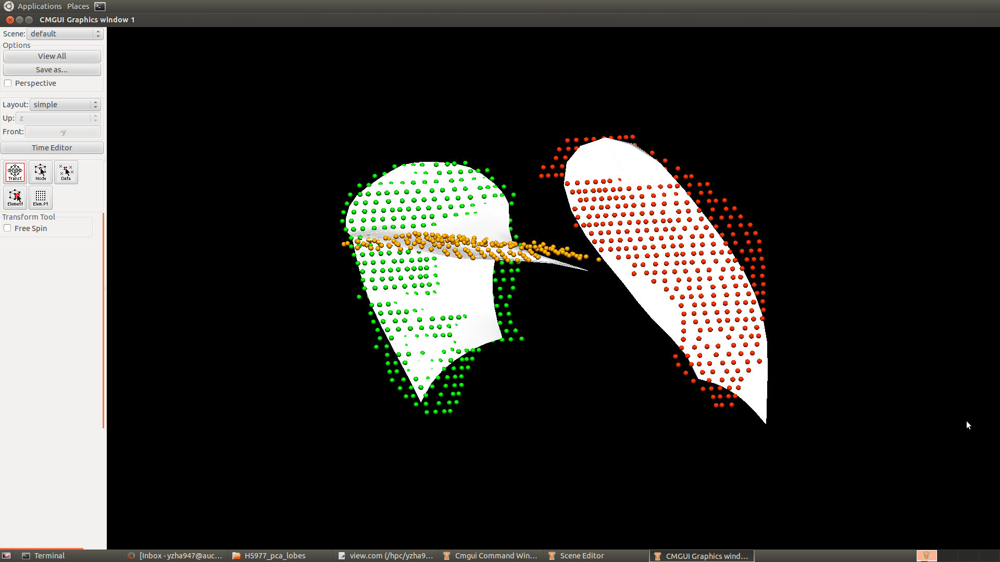 Applications Places
CMGUI Graphics window 1
Scene: default
Options
View All
Save as...
Perspective
Layout: simple
Up: z
Front: -y
Time Editor
Transf. Node Data
Element Elem.Pt.
Transform Tool
Free Spin
Terminal [Inbox - yzha947@auc... H5977_pca_lobes view.com (/hpc/yzha9... Cmgui Command Win... Scene Editor CMGUI Graphics wind...